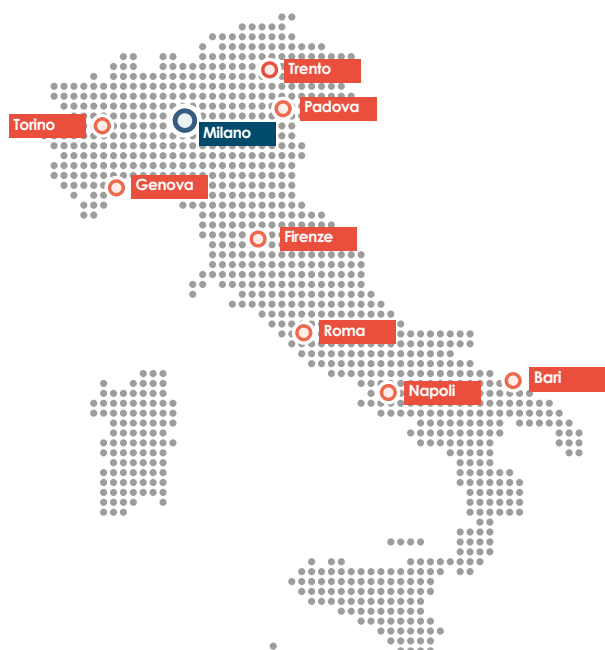 Trento
Padova
Torino
Milano
Genova
Firenze
Roma
Bari
Napoli